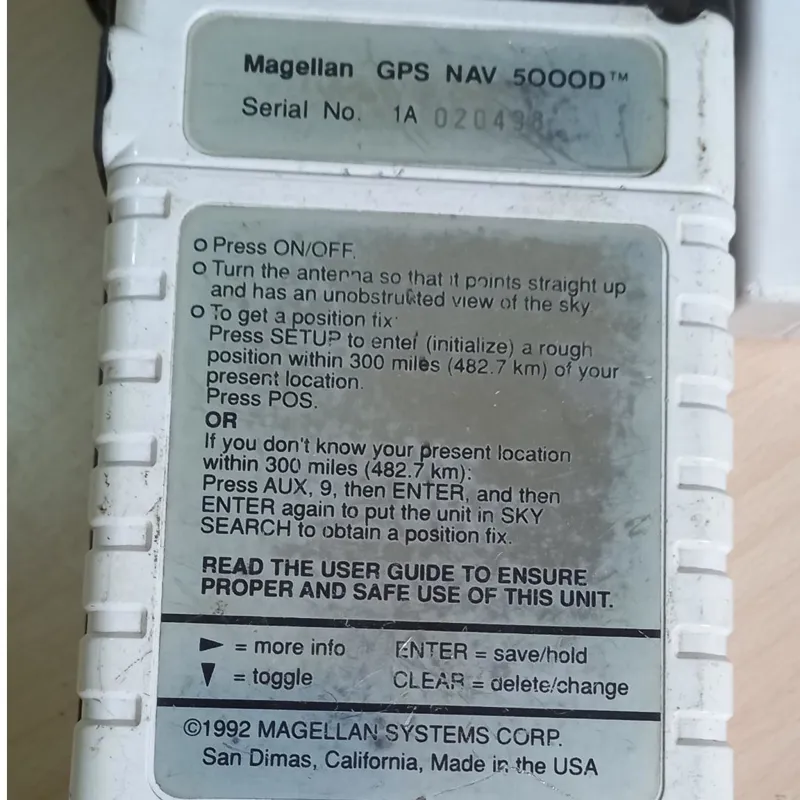 Magellan GPS NAV 5000D™
Serial No. 1A 020498
o Press ON/OFF.
o Turn the antenna so that it points straight up
and has an unobstructed view of the sky
o To get a position fix:
Press SETUP to enter (initialize) a rough
position within 300 miles (482.7 km) of your
present location.
Press POS.
OR
If you don't know your present location
within 300 miles (482.7 km):
Press AUX, 9, then ENTER, and then
ENTER again to put the unit in SKY
SEARCH to obtain a position fix.
READ THE USER GUIDE TO ENSURE
PROPER AND SAFE USE OF THIS UNIT.
► = more info ENTER = save/hold
▼ = toggle CLEAR = delete/change
©1992 MAGELLAN SYSTEMS CORP.
San Dimas, California, Made in the USA